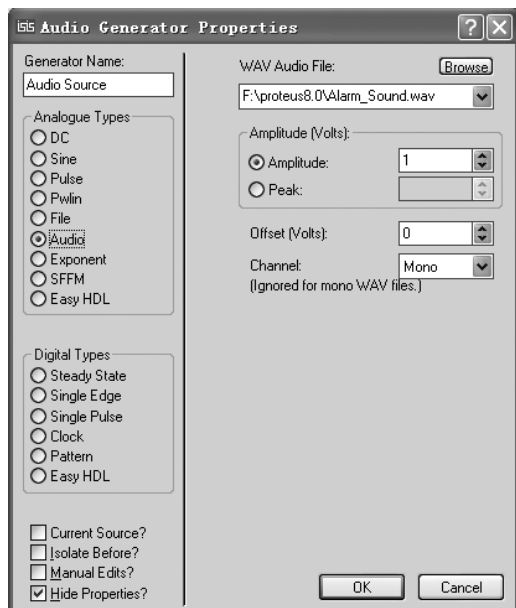 isis Audio Generator Properties
Generator Name:
Audio Source
Analogue Types
DC
Sine
Pulse
Pwlin
File
Audio
Exponent
SFFM
Easy HDL
Digital Types
Steady State
Single Edge
Single Pulse
Clock
Pattern
Easy HDL
Current Source?
Isolate Before?
Manual Edits?
Hide Properties?
WAV Audio File:
Browse
F:\proteus8.0\Alarm_Sound.wav
Amplitude (Volts):
Amplitude:
1
Peak:
Offset (Volts):
0
Channel:
Mono
(Ignored for mono WAV files.)
OK
Cancel